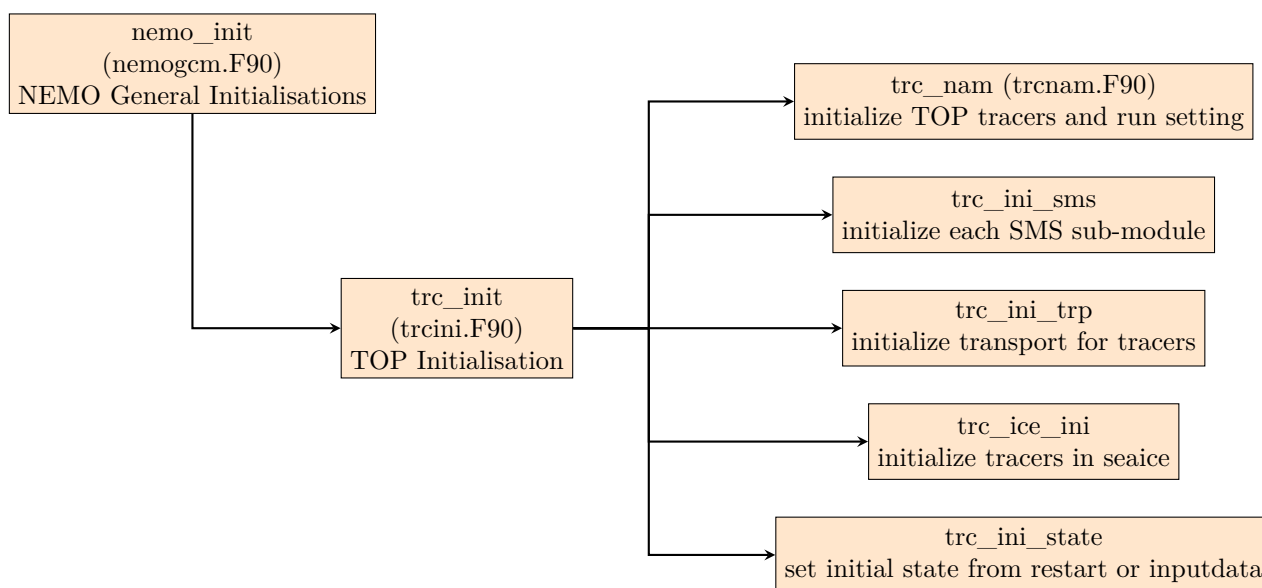 nemo_init
(nemogcm.F90)
NEMO General Initialisations
trc_init
(trcini.F90)
TOP Initialisation
trc_nam (trcnam.F90)
initialize TOP tracers and run setting
trc_ini_sms
initialize each SMS sub-module
trc_ini_trp
initialize transport for tracers
trc_ice_ini
initialize tracers in seaice
trc_ini_state
set initial state from restart or inputdata